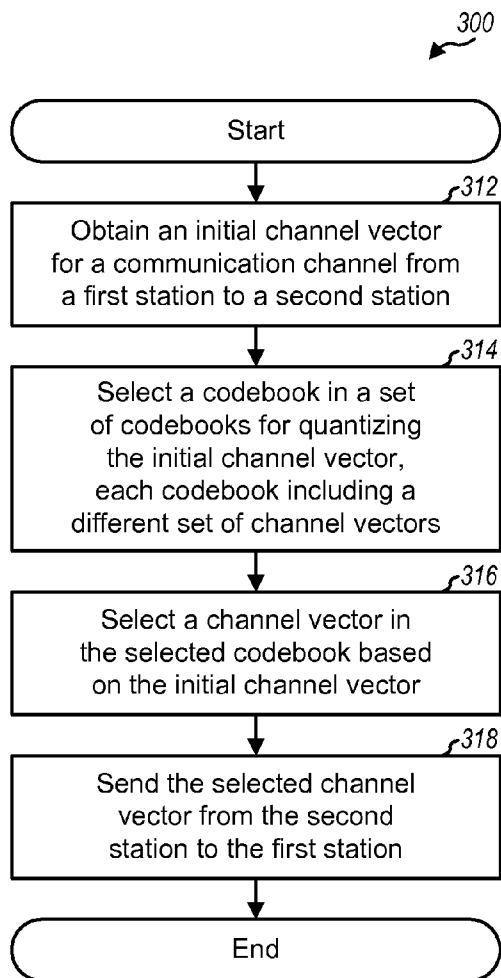 300
Start
312
Obtain an initial channel vector
for a communication channel from
a first station to a second station
314
Select a codebook in a set
of codebooks for quantizing
the initial channel vector,
each codebook including a
different set of channel vectors
316
Select a channel vector in
the selected codebook based
on the initial channel vector
318
Send the selected channel
vector from the second
station to the first station
End